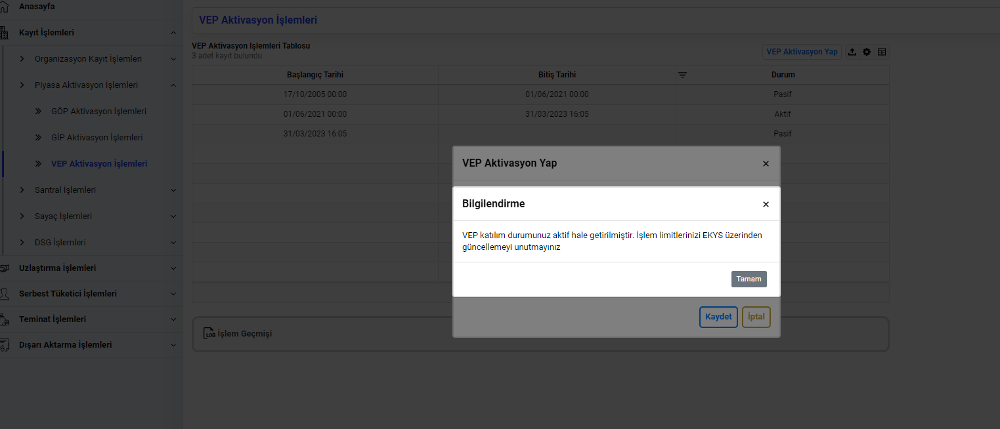 Anasayfa
Kayıt İşlemleri
Organizasyon Kayıt İşlemleri
Piyasa Aktivasyon İşlemleri
GÖP Aktivasyon İşlemleri
GİP Aktivasyon İşlemleri
VEP Aktivasyon İşlemleri
Santral İşlemleri
Sayaç İşlemleri
DSG İşlemleri
Uzlaştırma İşlemleri
Serbest Tüketici İşlemleri
Teminat İşlemleri
Dışarı Aktarma İşlemleri
VEP Aktivasyon İşlemleri
VEP Aktivasyon Işlemleri Tablosu
3 adet kayıt bulundu
VEP Aktivasyon Yap
Başlangıç Tarihi Bitiş Tarihi Durum
17/10/2005 00:00 01/06/2021 00:00 Pasif
01/06/2021 00:00 31/03/2023 16:05 Aktif
31/03/2023 16:05 Pasif
VEP Aktivasyon Yap
Bilgilendirme
VEP katılım durumunuz aktif hale getirilmiştir. İşlem limitlerinizi EKYS üzerinden
güncellemeyi unutmayınız
Tamam
Kaydet İptal
LOG İşlem Geçmişi